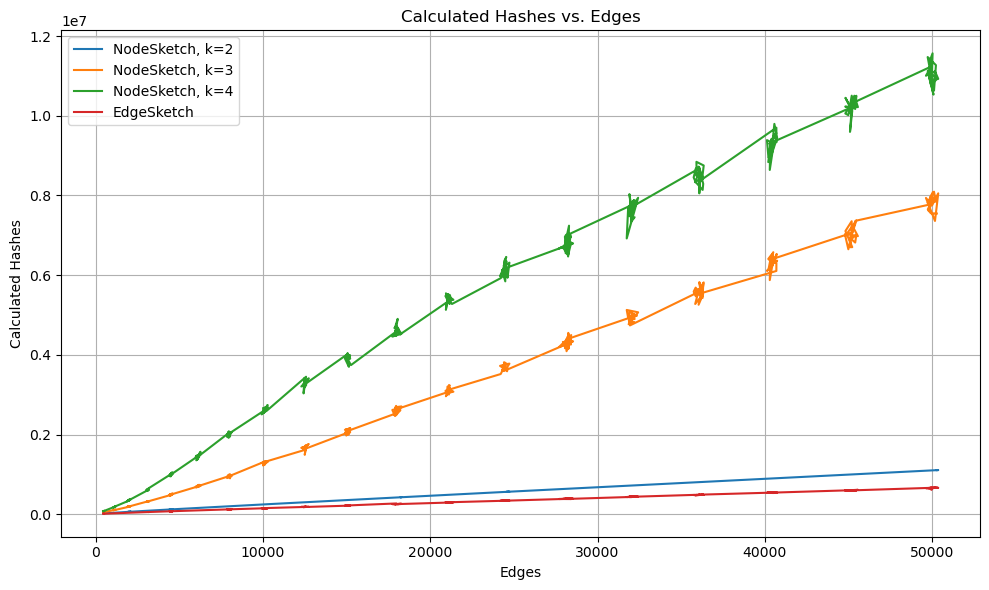 Calculated Hashes vs. Edges
1e7
NodeSketch, k=2
NodeSketch, k=3
NodeSketch, k=4
EdgeSketch
Calculated Hashes
1.2
1.0
0.8
0.6
0.4
0.2
0.0
0 10000 20000 30000 40000 50000
Edges